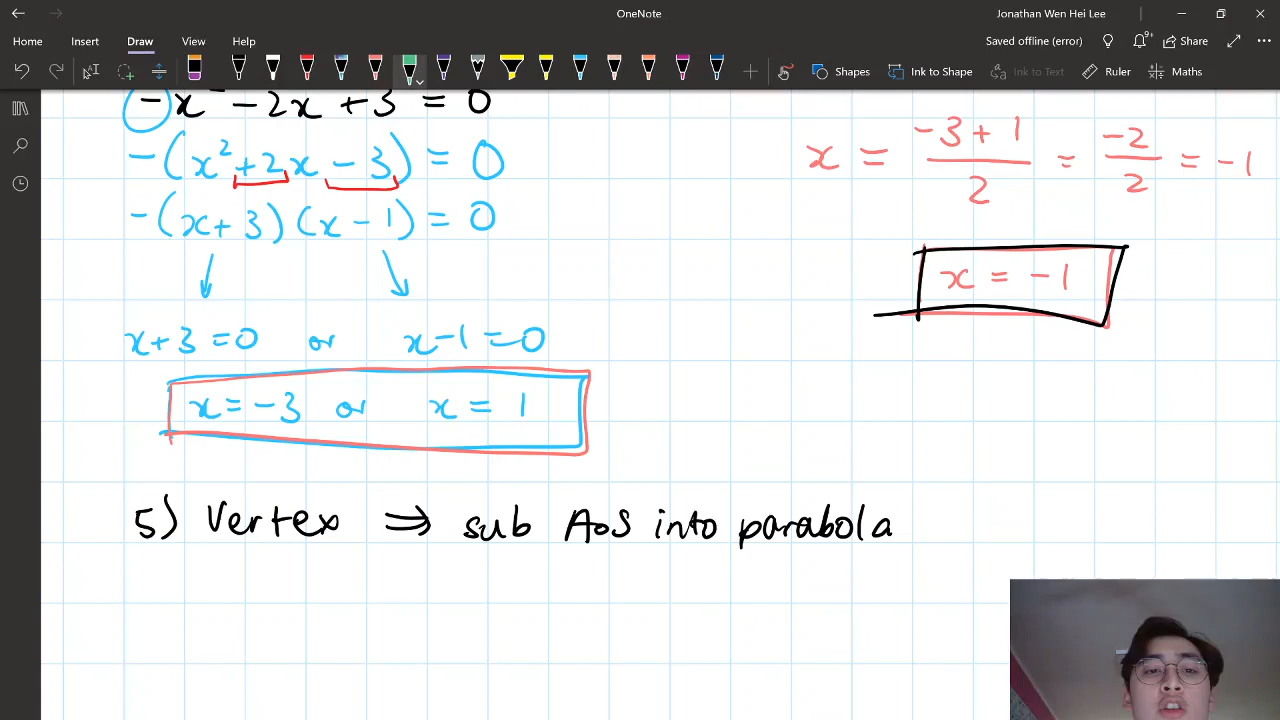 OneNote
Jonathan Wen Hei Lee
Home Insert Draw View Help
Saved offline (error)
Share
Shapes
Ink to Shape
Ink to Text
Ruler
Maths
-x² - 2x + 3 = 0
-(x² + 2x - 3) = 0
-(x + 3)(x - 1) = 0
x + 3 = 0 or x - 1 = 0
x = -3 or x = 1
x = (-3 + 1)/2 = -2/2 = -1
x = -1
5) Vertex ⇒ sub AoS into parabola